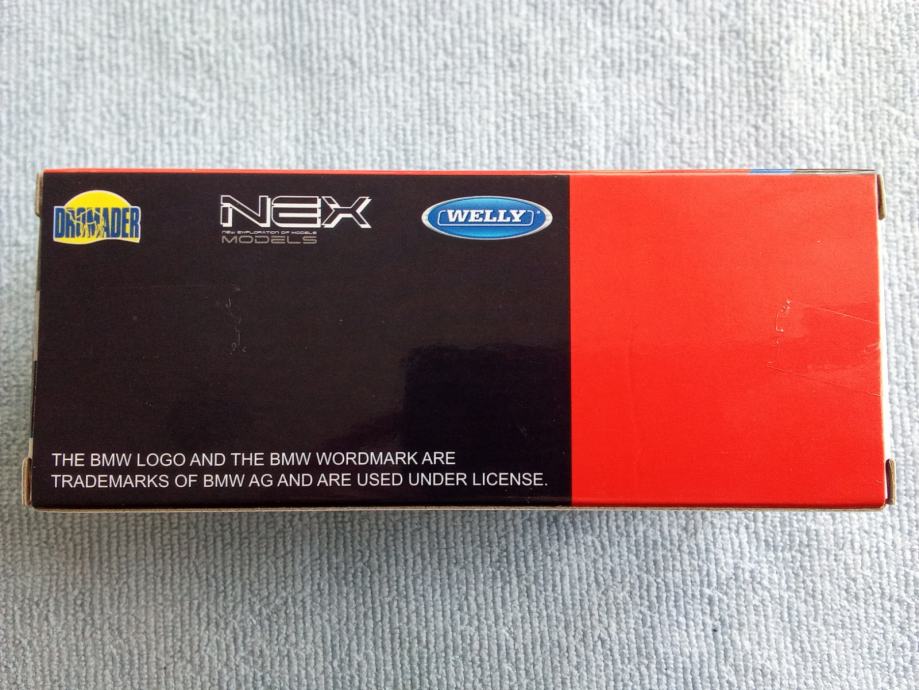 DROMADER
NEX
NEW EXPLORATION OF MODELS
MODELS
WELLY
THE BMW LOGO AND THE BMW WORDMARK ARE
TRADEMARKS OF BMW AG AND ARE USED UNDER LICENSE.